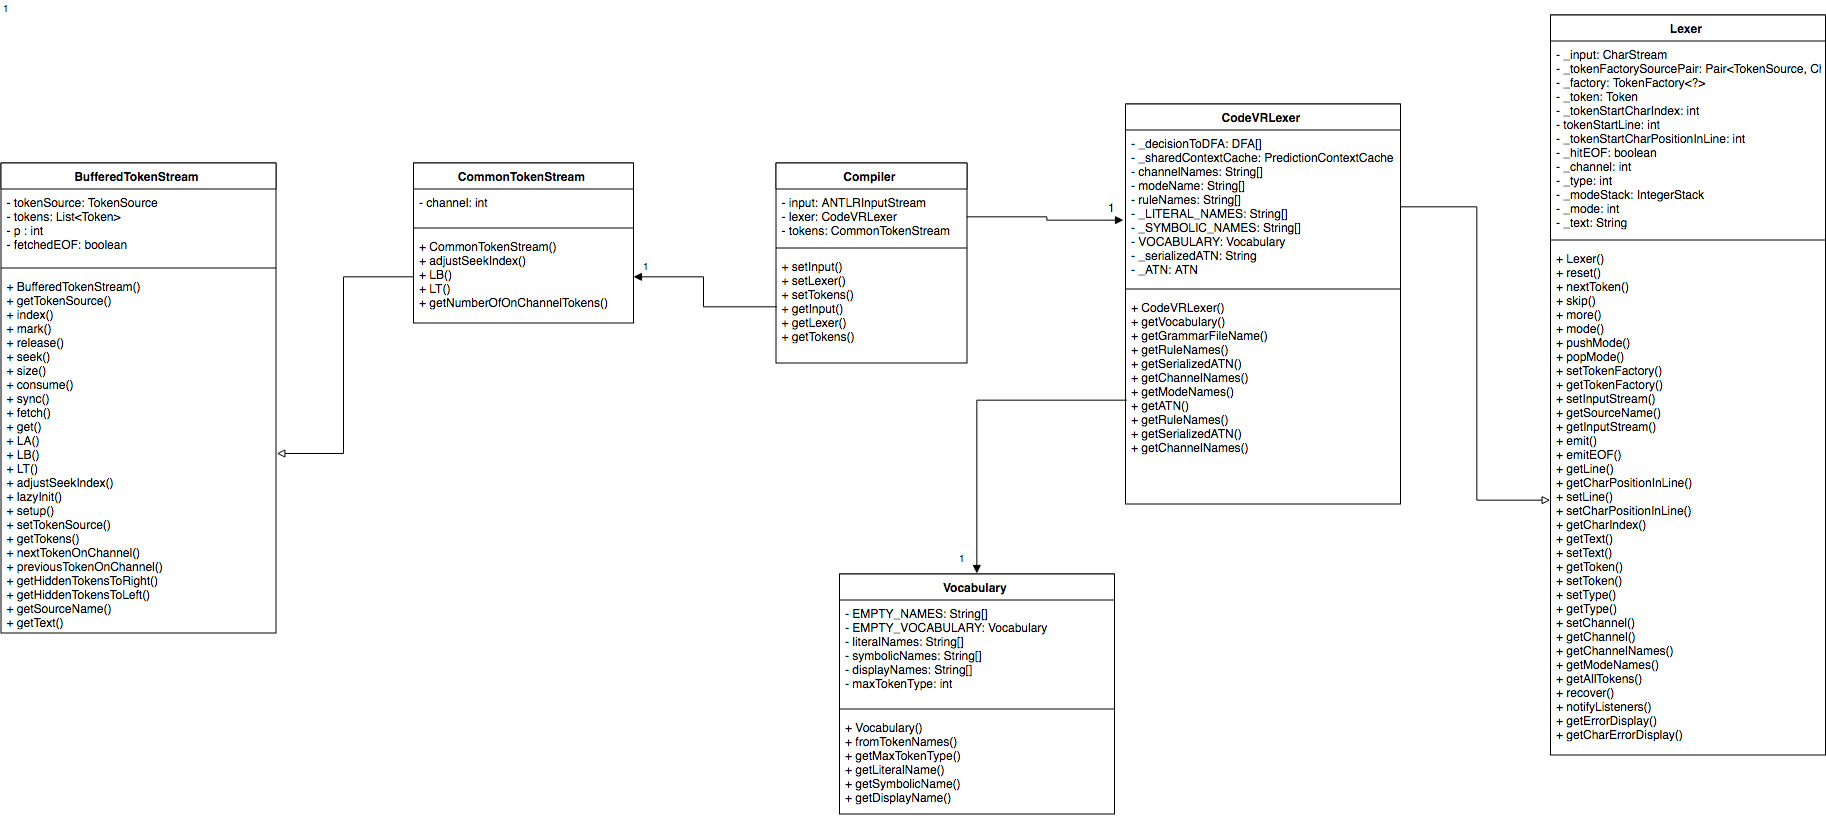 1
BufferedTokenStream
- tokenSource: TokenSource
- tokens: List<Token>
- p : int
- fetchedEOF: boolean
+ BufferedTokenStream()
+ getTokenSource()
+ index()
+ mark()
+ release()
+ seek()
+ size()
+ consume()
+ sync()
+ fetch()
+ get()
+ LA()
+ LB()
+ LT()
+ adjustSeekIndex()
+ lazyInit()
+ setup()
+ setTokenSource()
+ getTokens()
+ nextTokenOnChannel()
+ previousTokenOnChannel()
+ getHiddenTokensToRight()
+ getHiddenTokensToLeft()
+ getSourceName()
+ getText()
CommonTokenStream
- channel: int
+ CommonTokenStream()
+ adjustSeekIndex()
+ LB()
+ LT()
+ getNumberOfOnChannelTokens()
1
Compiler
- input: ANTLRInputStream
- lexer: CodeVRLexer
- tokens: CommonTokenStream
+ setInput()
+ setLexer()
+ setTokens()
+ getInput()
+ getLexer()
+ getTokens()
1
CodeVRLexer
- _decisionToDFA: DFA[]
- _sharedContextCache: PredictionContextCache
- channelNames: String[]
- modeName: String[]
- ruleNames: String[]
- _LITERAL_NAMES: String[]
- _SYMBOLIC_NAMES: String[]
- VOCABULARY: Vocabulary
- _serializedATN: String
- _ATN: ATN
+ CodeVRLexer()
+ getVocabulary()
+ getGrammarFileName()
+ getRuleNames()
+ getSerializedATN()
+ getChannelNames()
+ getModeNames()
+ getATN()
+ getRuleNames()
+ getSerializedATN()
+ getChannelNames()
1
Vocabulary
- EMPTY_NAMES: String[]
- EMPTY_VOCABULARY: Vocabulary
- literalNames: String[]
- symbolicNames: String[]
- displayNames: String[]
- maxTokenType: int
+ Vocabulary()
+ fromTokenNames()
+ getMaxTokenType()
+ getLiteralName()
+ getSymbolicName()
+ getDisplayName()
Lexer
- _input: CharStream
- _tokenFactorySourcePair: Pair<TokenSource, Cl
- _factory: TokenFactory<?>
- _token: Token
- _tokenStartCharIndex: int
- tokenStartLine: int
- _tokenStartCharPositionInLine: int
- _hitEOF: boolean
- _channel: int
- _type: int
- _modeStack: IntegerStack
- _mode: int
- _text: String
+ Lexer()
+ reset()
+ nextToken()
+ skip()
+ more()
+ mode()
+ pushMode()
+ popMode()
+ setTokenFactory()
+ getTokenFactory()
+ setInputStream()
+ getSourceName()
+ getInputStream()
+ emit()
+ emitEOF()
+ getLine()
+ getCharPositionInLine()
+ setLine()
+ setCharPositionInLine()
+ getCharIndex()
+ getText()
+ setText()
+ getToken()
+ setToken()
+ setType()
+ getType()
+ setChannel()
+ getChannel()
+ getChannelNames()
+ getModeNames()
+ getAllTokens()
+ recover()
+ notifyListeners()
+ getErrorDisplay()
+ getCharErrorDisplay()